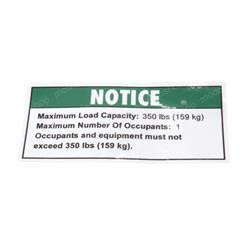 NOTICE
Maximum Load Capacity: 350 lbs (159 kg)
Maximum Number Of Occupants: 1
Occupants and equipment must not
exceed 350 lbs (159 kg).